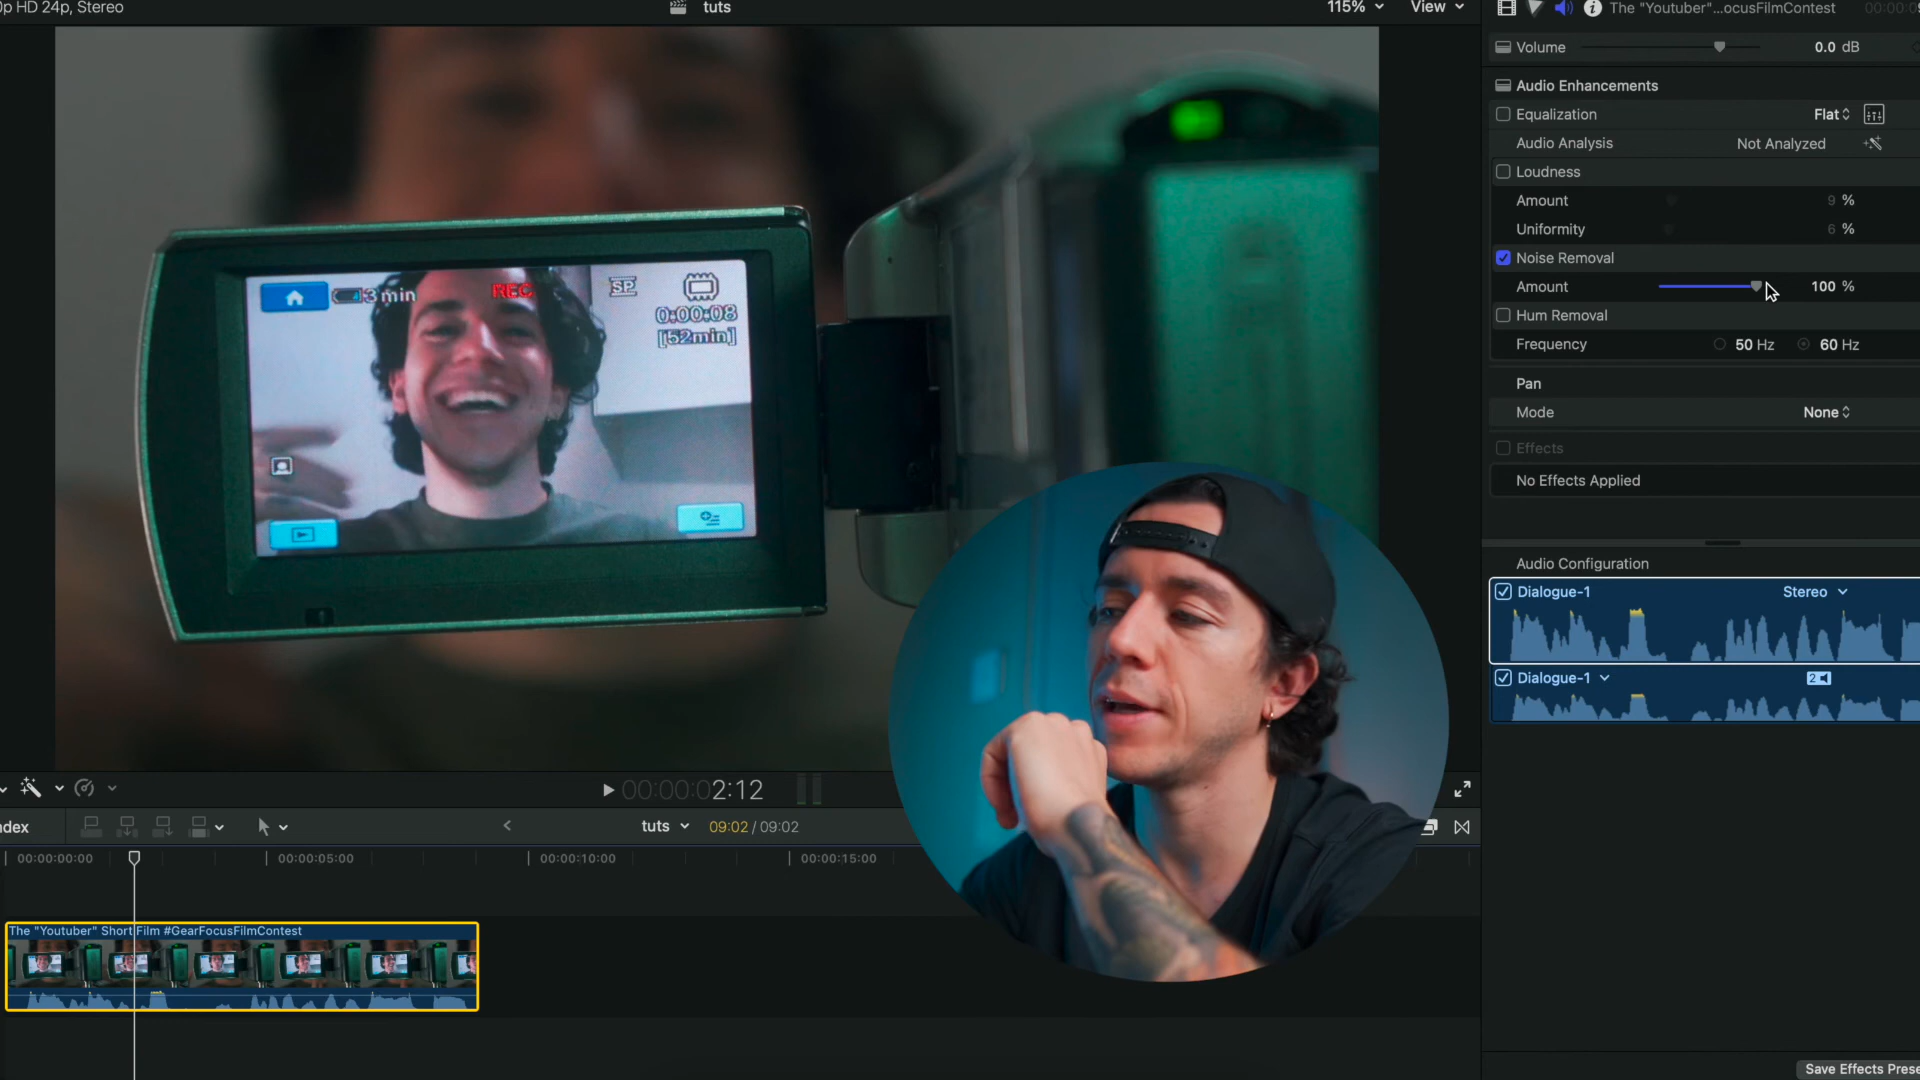 p HD 24p, Stereo
tuts
115%
View
The "Youtuber"...ocusFilmContest
Volume
0.0 dB
Audio Enhancements
Equalization
Flat
Audio Analysis
Not Analyzed
Loudness
Amount
9 %
Uniformity
6 %
Noise Removal
Amount
100 %
Hum Removal
Frequency
50 Hz
60 Hz
Pan
Mode
None
Effects
No Effects Applied
3 min
REC
SP
0:00:08
[52min]
Audio Configuration
Dialogue-1
Stereo
Dialogue-1
2
00:00:02:12
ndex
tuts
09:02 / 09:02
00:00:00:00
00:00:05:00
00:00:10:00
00:00:15:00
The "Youtuber" Short Film #GearFocusFilmContest
Save Effects Prese